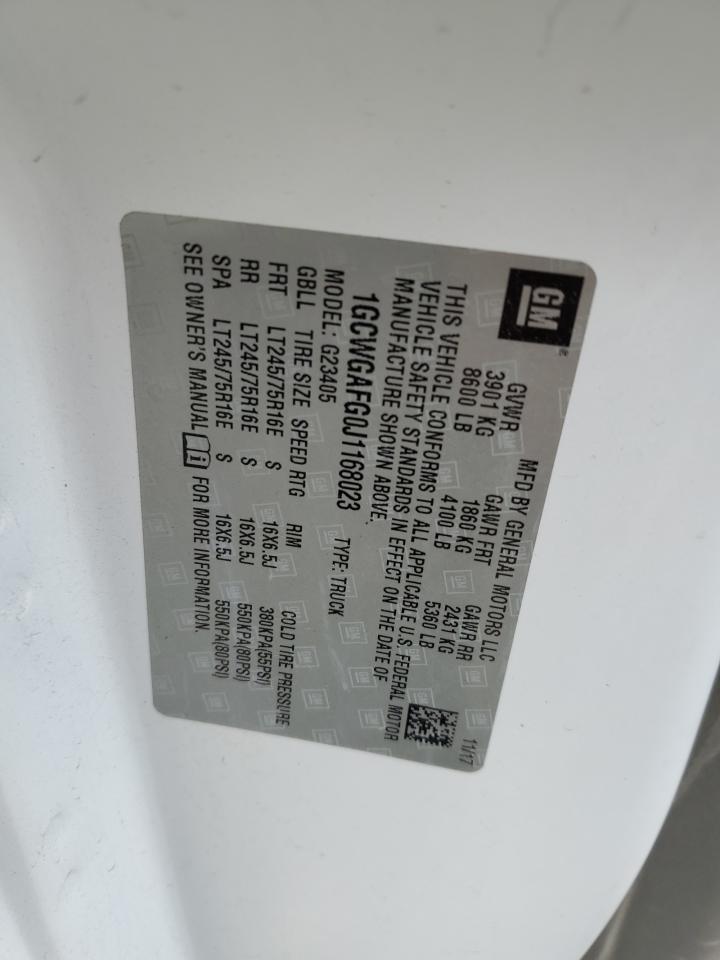 GM
MFD BY GENERAL MOTORS LLC 11/17
GVWR GAWR FRT GAWR RR
3901 KG 1860 KG 2431 KG
8600 LB 4100 LB 5360 LB
THIS VEHICLE CONFORMS TO ALL APPLICABLE U.S. FEDERAL MOTOR
VEHICLE SAFETY STANDARDS IN EFFECT ON THE DATE OF
MANUFACTURE SHOWN ABOVE.
1GCWGAFG0J1168023 TYPE: TRUCK
MODEL: G23405
GBLL TIRE SIZE SPEED RTG RIM COLD TIRE PRESSURE
FRT LT245/75R16E S 16X6.5J 380KPA(55PSI)
RR LT245/75R16E S 16X6.5J 550KPA(80PSI)
SPA LT245/75R16E S 16X6.5J 550KPA(80PSI)
SEE OWNER'S MANUAL i FOR MORE INFORMATION.